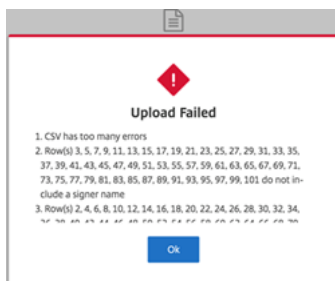 Upload Failed
1. CSV has too many errors
2. Row(s) 3, 5, 7, 9, 11, 13, 15, 17, 19, 21, 23, 25, 27, 29, 31, 33, 35,
37, 39, 41, 43, 45, 47, 49, 51, 53, 55, 57, 59, 61, 63, 65, 67, 69, 71,
73, 75, 77, 79, 81, 83, 85, 87, 89, 91, 93, 95, 97, 99, 101 do not in-
clude a signer name
3. Row(s) 2, 4, 6, 8, 10, 12, 14, 16, 18, 20, 22, 24, 26, 28, 30, 32, 34,
Ok